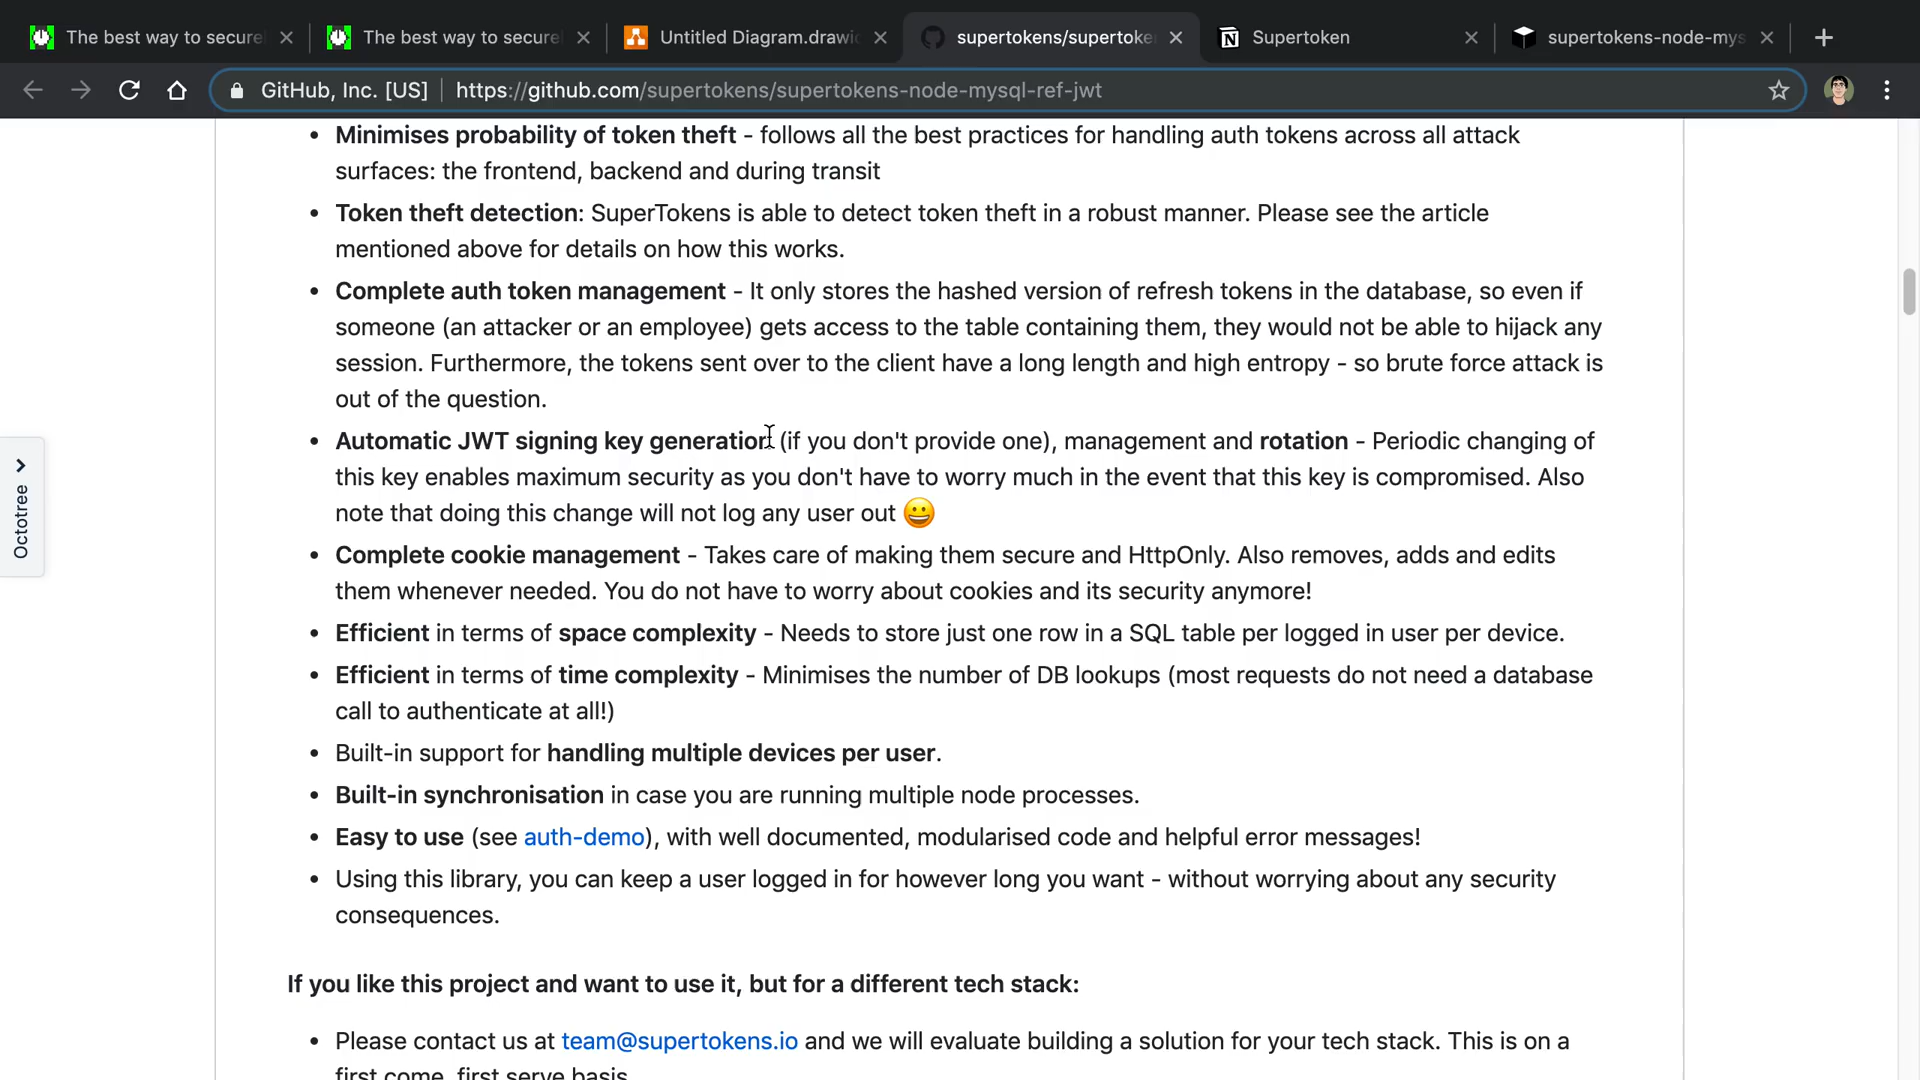 The best way to secure
The best way to secure
Untitled Diagram.drawio
supertokens/supertoke
Supertoken
supertokens-node-mys
GitHub, Inc. [US]
https://github.com/supertokens/supertokens-node-mysql-ref-jwt
Octotree
• Minimises probability of token theft - follows all the best practices for handling auth tokens across all attack
surfaces: the frontend, backend and during transit
• Token theft detection: SuperTokens is able to detect token theft in a robust manner. Please see the article
mentioned above for details on how this works.
• Complete auth token management - It only stores the hashed version of refresh tokens in the database, so even if
someone (an attacker or an employee) gets access to the table containing them, they would not be able to hijack any
session. Furthermore, the tokens sent over to the client have a long length and high entropy - so brute force attack is
out of the question.
• Automatic JWT signing key generation (if you don't provide one), management and rotation - Periodic changing of
this key enables maximum security as you don't have to worry much in the event that this key is compromised. Also
note that doing this change will not log any user out 😀
• Complete cookie management - Takes care of making them secure and HttpOnly. Also removes, adds and edits
them whenever needed. You do not have to worry about cookies and its security anymore!
• Efficient in terms of space complexity - Needs to store just one row in a SQL table per logged in user per device.
• Efficient in terms of time complexity - Minimises the number of DB lookups (most requests do not need a database
call to authenticate at all!)
• Built-in support for handling multiple devices per user.
• Built-in synchronisation in case you are running multiple node processes.
• Easy to use (see auth-demo), with well documented, modularised code and helpful error messages!
• Using this library, you can keep a user logged in for however long you want - without worrying about any security
consequences.
If you like this project and want to use it, but for a different tech stack:
• Please contact us at team@supertokens.io and we will evaluate building a solution for your tech stack. This is on a
first come, first serve basis